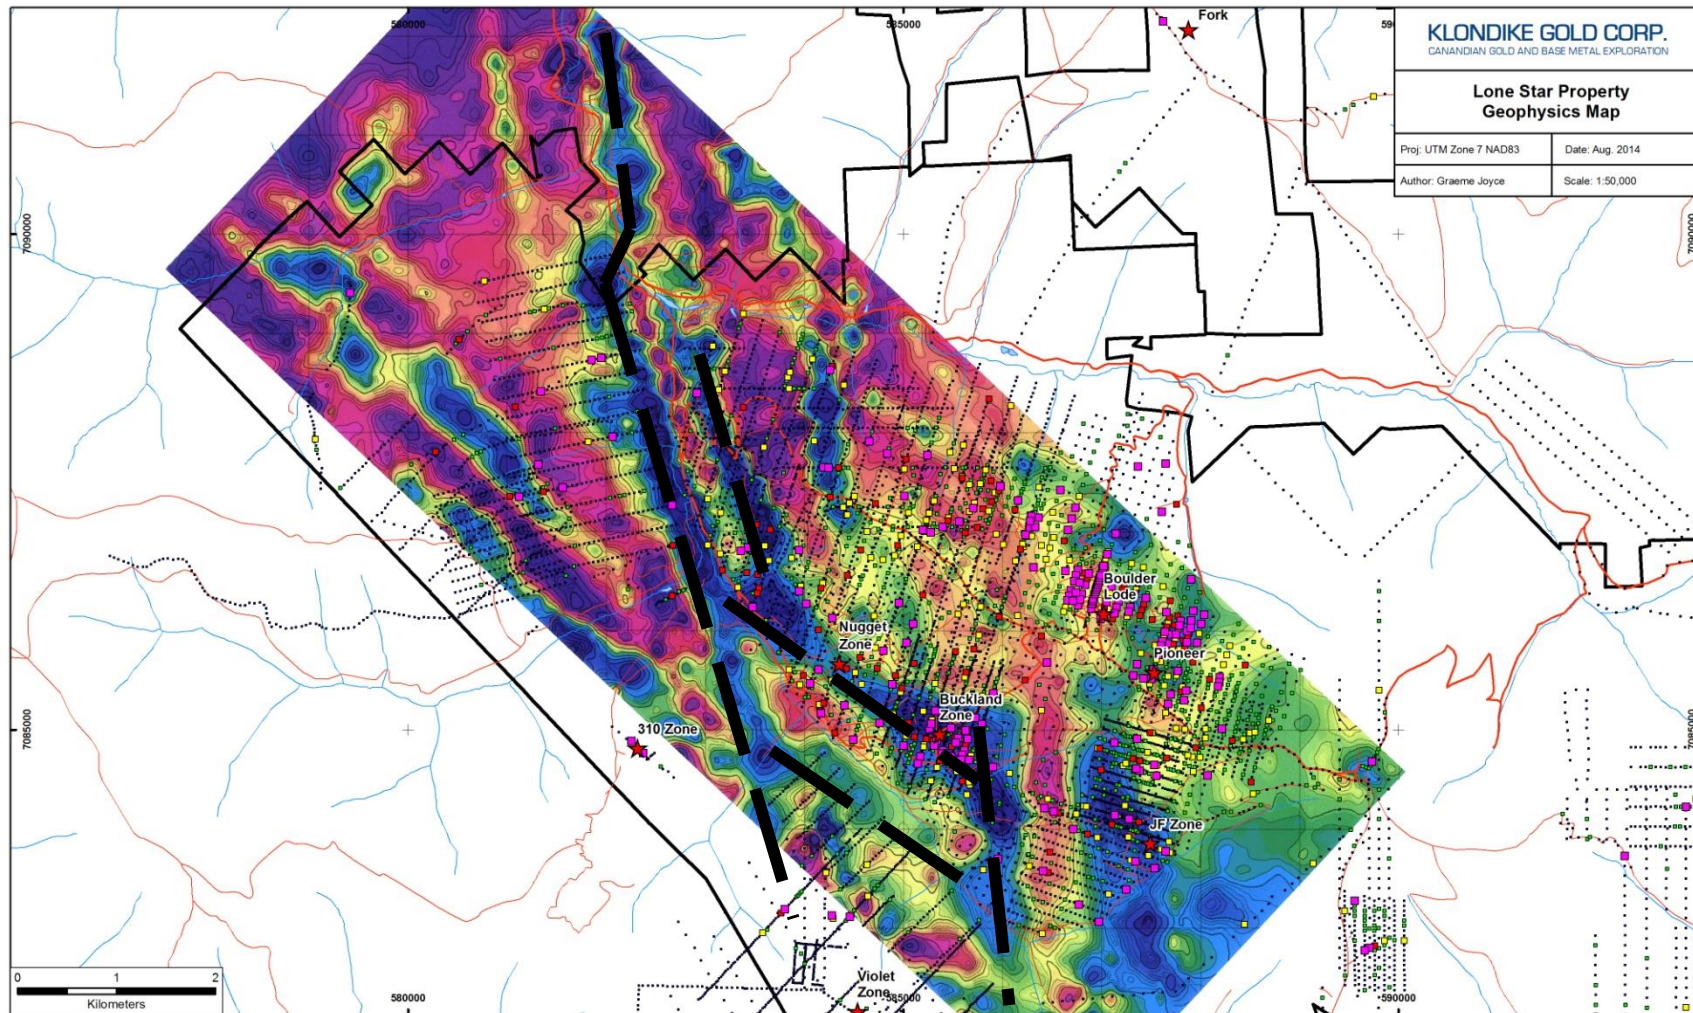 580000
585000
Fork
KLONDIKE GOLD CORP.
CANANDIAN GOLD AND BASE METAL EXPLORATION
Lone Star Property
Geophysics Map
Proj: UTM Zone 7 NAD83
Date: Aug. 2014
Author: Graeme Joyce
Scale: 1:50,000
7090000
7090000
Boulder
Lode
Nugget
Zone
Pioneer
Buckland
Zone
310 Zone
7085000
7085000
JF Zone
Violet
Zone
0 1 2
Kilometers
580000
585000
590000